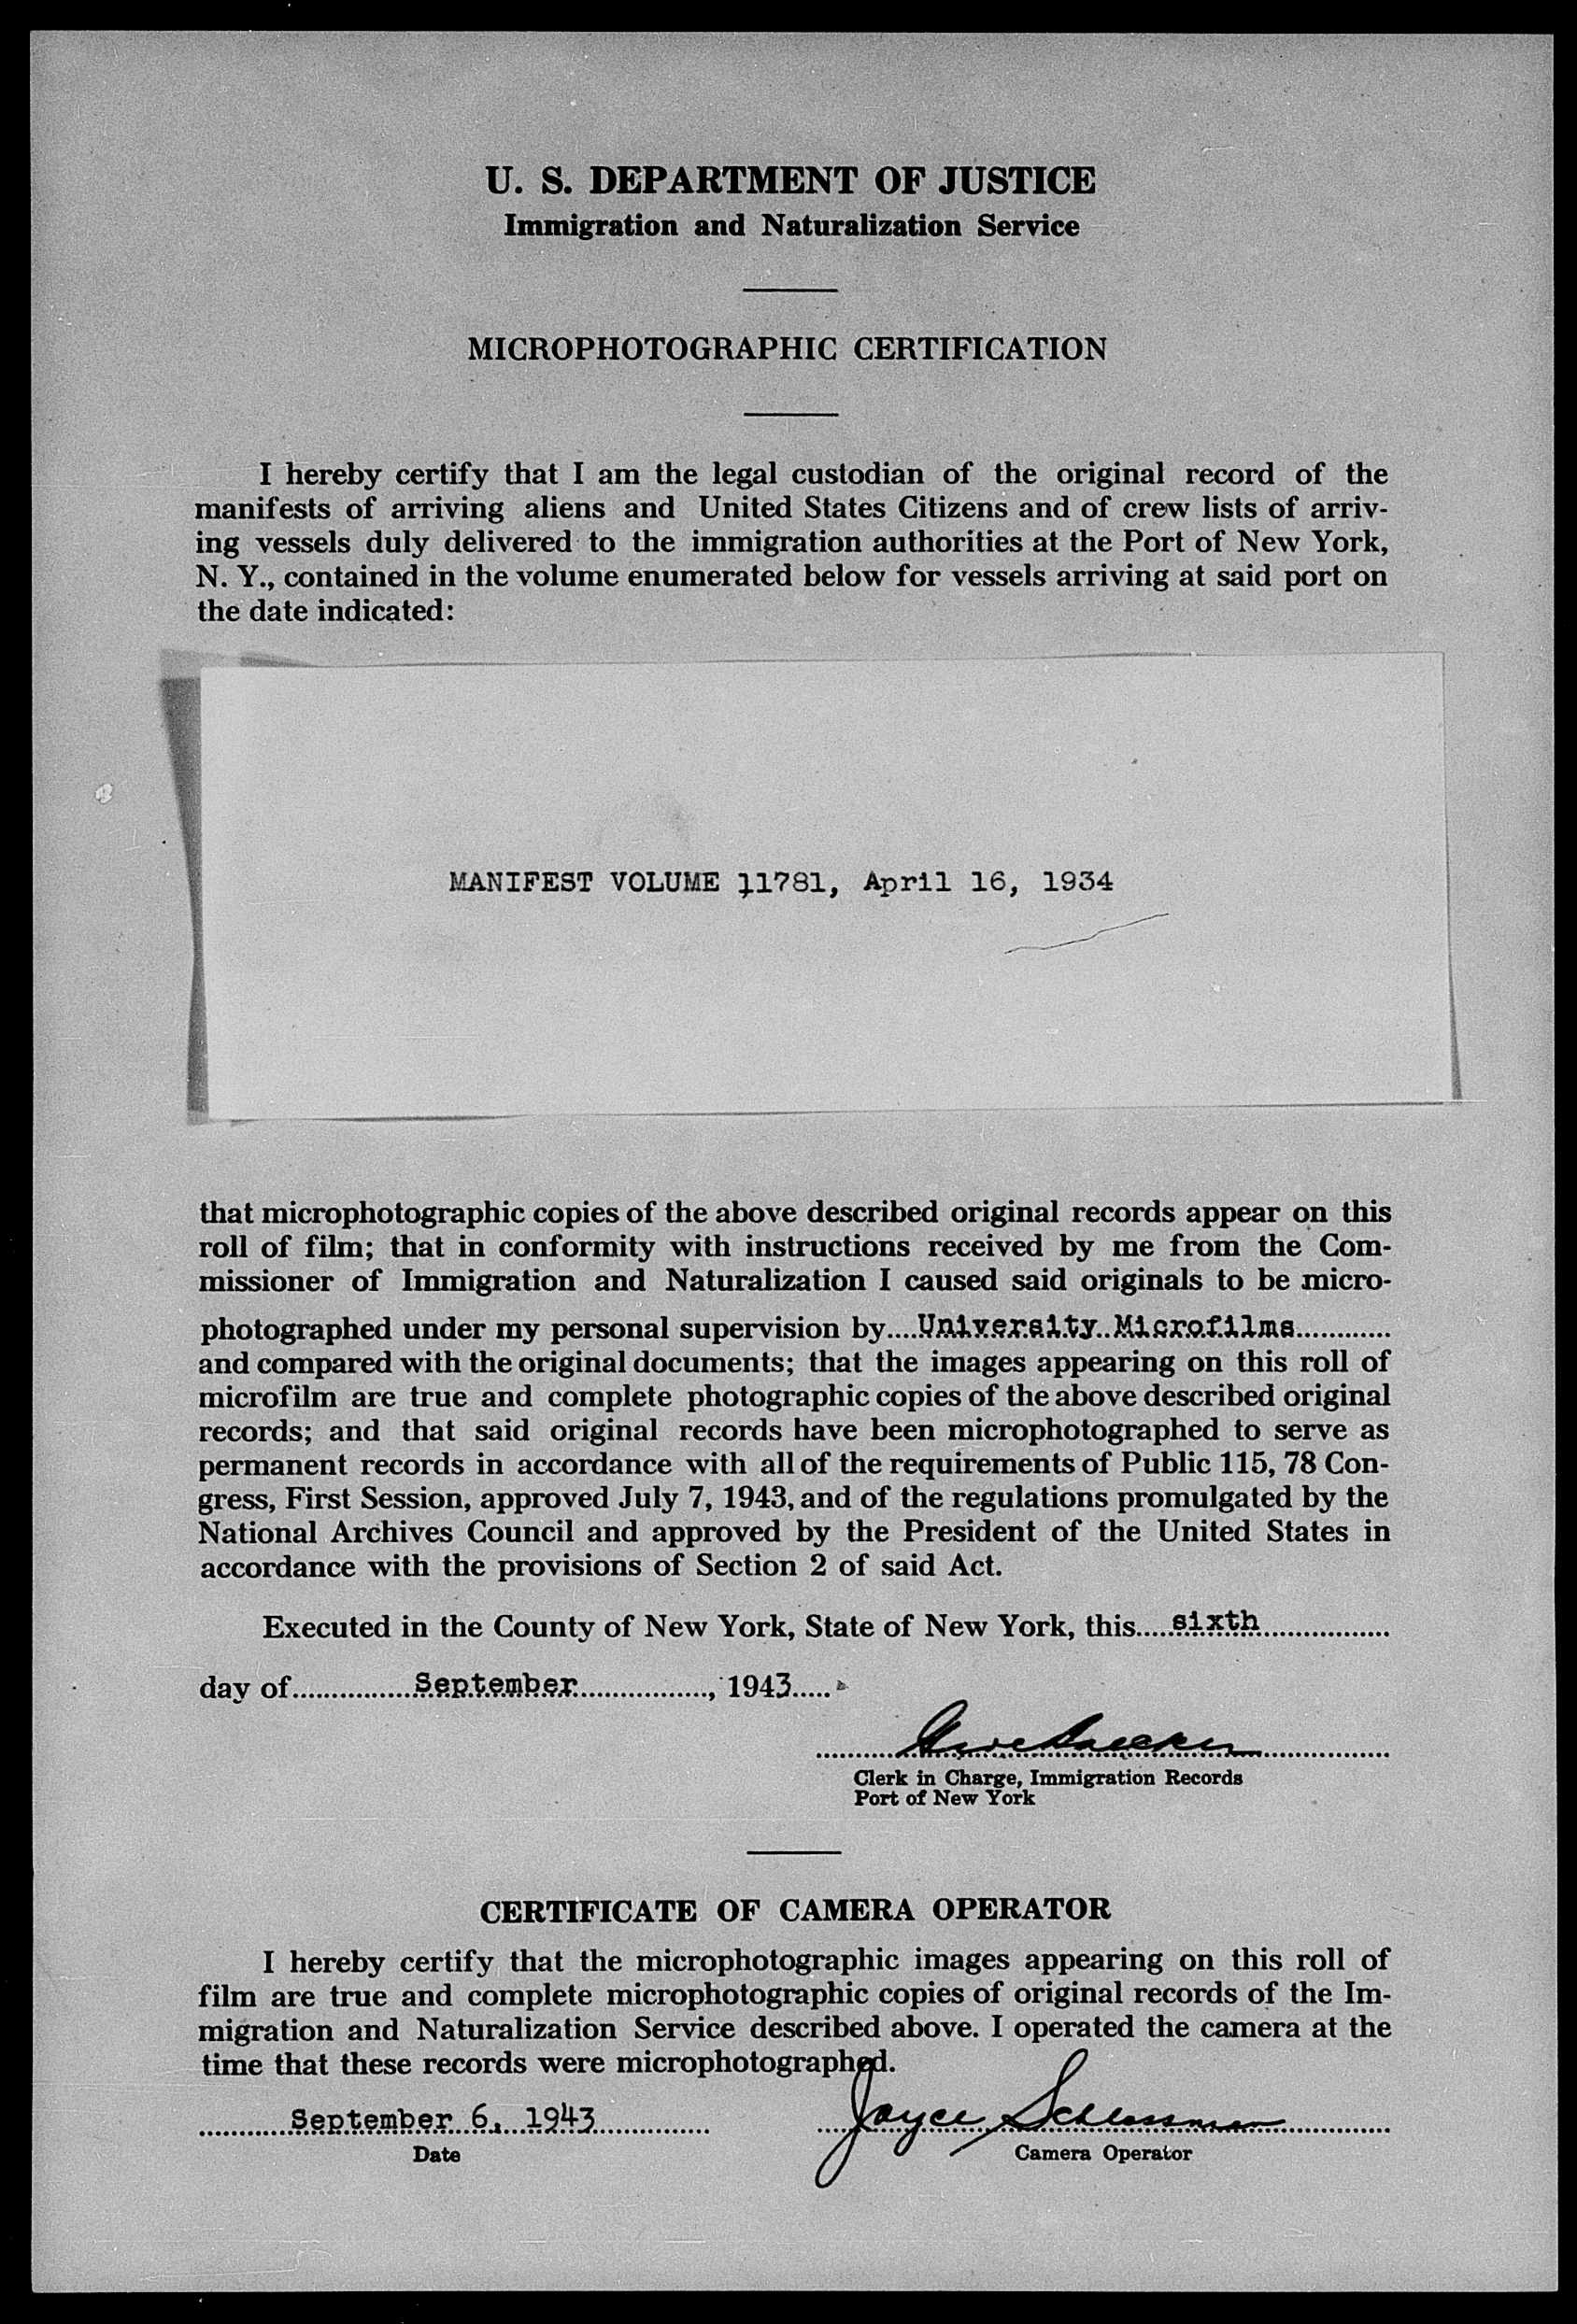 U. S. DEPARTMENT OF JUSTICE
Immigration and Naturalization Service
MICROPHOTOGRAPHIC CERTIFICATION
I hereby certify that I am the legal custodian of the original record of the
manifests of arriving aliens and United States Citizens and of crew lists of arriv-
ing vessels duly delivered to the immigration authorities at the Port of New York,
N. Y., contained in the volume enumerated below for vessels arriving at said port on
the date indicated:
MANIFEST VOLUME 11781, April 16, 1934
that microphotographic copies of the above described original records appear on this
roll of film; that in conformity with instructions received by me from the Com-
missioner of Immigration and Naturalization I caused said originals to be micro-
photographed under my personal supervision by....University Microfilms............
and compared with the original documents; that the images appearing on this roll of
microfilm are true and complete photographic copies of the above described original
records; and that said original records have been microphotographed to serve as
permanent records in accordance with all of the requirements of Public 115, 78 Con-
gress, First Session, approved July 7, 1943, and of the regulations promulgated by the
National Archives Council and approved by the President of the United States in
accordance with the provisions of Section 2 of said Act.
Executed in the County of New York, State of New York, this.....sixth.................
day of................September................., 1943.....
Clerk in Charge, Immigration Records
Port of New York
CERTIFICATE OF CAMERA OPERATOR
I hereby certify that the microphotographic images appearing on this roll of
film are true and complete microphotographic copies of original records of the Im-
migration and Naturalization Service described above. I operated the camera at the
time that these records were microphotographed.
September 6, 1943 Joyce Schlossman
Date Camera Operator